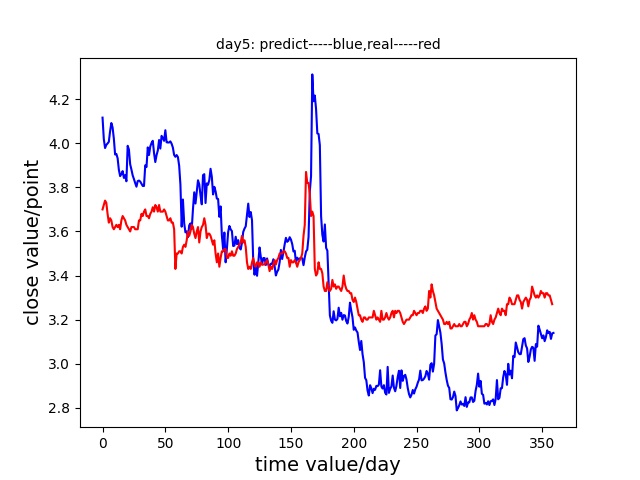 day5: predict-----blue,real-----red
close value/point
4.2
4.0
3.8
3.6
3.4
3.2
3.0
2.8
0 50 100 150 200 250 300 350
time value/day